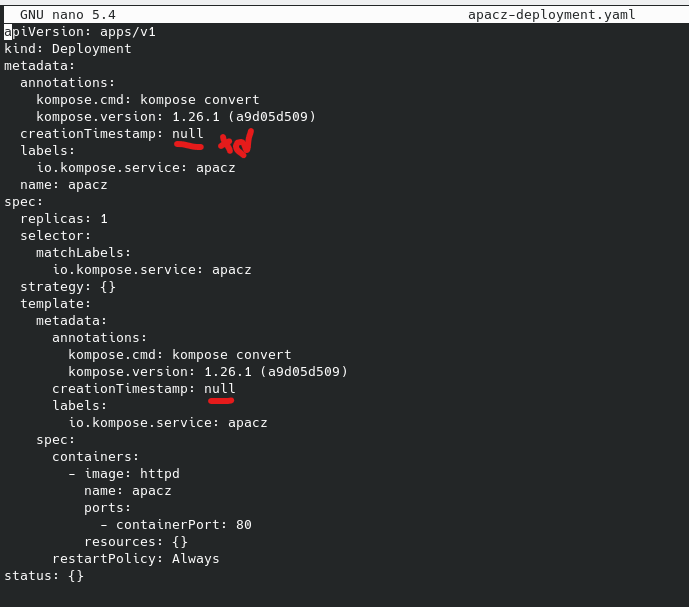 GNU nano 5.4 apacz-deployment.yaml
apiVersion: apps/v1
kind: Deployment
metadata:
  annotations:
    kompose.cmd: kompose convert
    kompose.version: 1.26.1 (a9d05d509)
  creationTimestamp: null xd
  labels:
    io.kompose.service: apacz
  name: apacz
spec:
  replicas: 1
  selector:
    matchLabels:
      io.kompose.service: apacz
  strategy: {}
  template:
    metadata:
      annotations:
        kompose.cmd: kompose convert
        kompose.version: 1.26.1 (a9d05d509)
      creationTimestamp: null
      labels:
        io.kompose.service: apacz
    spec:
      containers:
        - image: httpd
          name: apacz
          ports:
            - containerPort: 80
          resources: {}
      restartPolicy: Always
status: {}